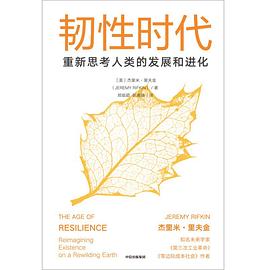 韧性时代
重新思考人类的发展和进化
[美] 杰里米·里夫金
(JEREMY RIFKIN) / 著
THE AGE OF
RESILIENCE
Reimagining
Existence
on a Rewilding Earth
JEREMY RIFKIN
杰里米·里夫金
知名未来学家
《第三次工业革命》
《零边际成本社会》作者
中信出版集团